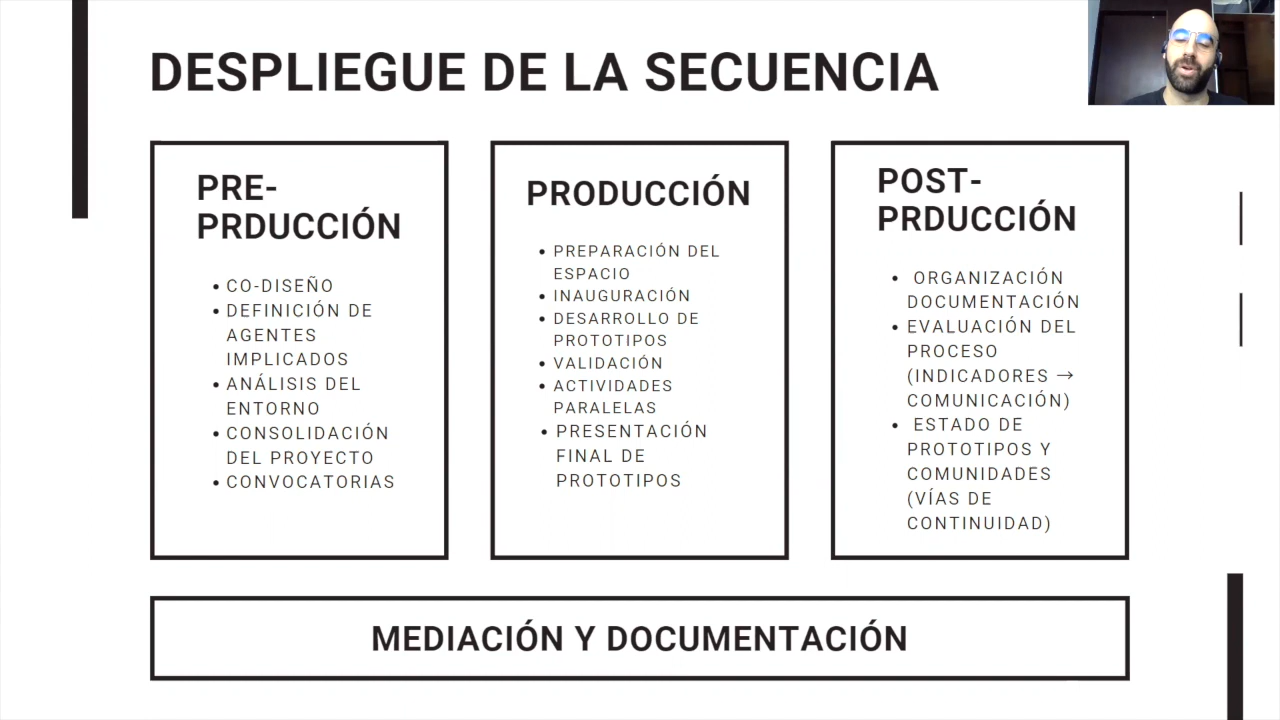 DESPLIEGUE DE LA SECUENCIA
PRE-
PRDUCCIÓN
• CO-DISEÑO
• DEFINICIÓN DE
AGENTES
IMPLICADOS
• ANÁLISIS DEL
ENTORNO
• CONSOLIDACIÓN
DEL PROYECTO
• CONVOCATORIAS
PRODUCCIÓN
• PREPARACIÓN DEL
ESPACIO
• INAUGURACIÓN
• DESARROLLO DE
PROTOTIPOS
• VALIDACIÓN
• ACTIVIDADES
PARALELAS
• PRESENTACIÓN
FINAL DE
PROTOTIPOS
POST-
PRDUCCIÓN
• ORGANIZACIÓN
DOCUMENTACIÓN
• EVALUACIÓN DEL
PROCESO
(INDICADORES →
COMUNICACIÓN)
• ESTADO DE
PROTOTIPOS Y
COMUNIDADES
(VÍAS DE
CONTINUIDAD)
MEDIACIÓN Y DOCUMENTACIÓN